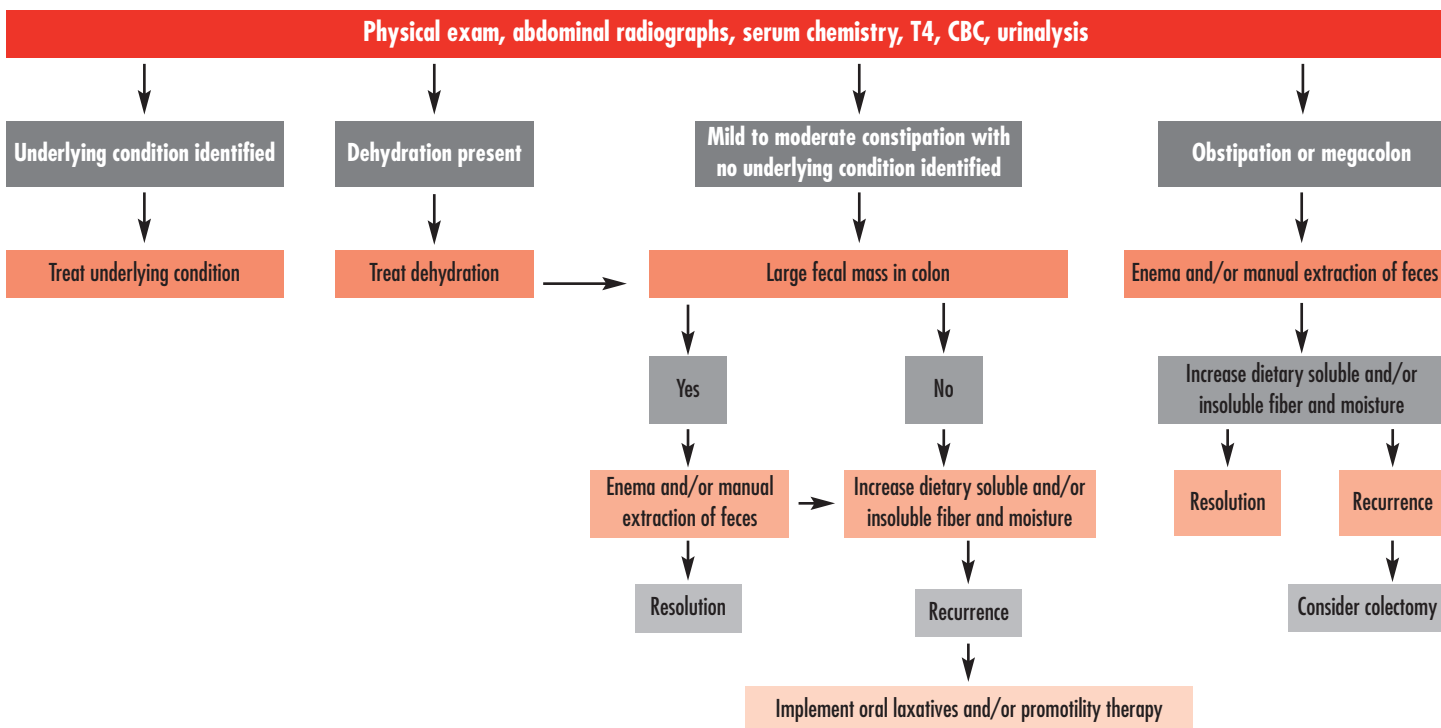 Physical exam, abdominal radiographs, serum chemistry, T4, CBC, urinalysis
Underlying condition identified
Dehydration present
Mild to moderate constipation with
no underlying condition identified
Obstipation or megacolon
Treat underlying condition
Treat dehydration
Large fecal mass in colon
Enema and/or manual extraction of feces
Yes
No
Increase dietary soluble and/or
insoluble fiber and moisture
Enema and/or manual
extraction of feces
Increase dietary soluble and/or
insoluble fiber and moisture
Resolution
Recurrence
Resolution
Recurrence
Consider colectomy
Implement oral laxatives and/or promotility therapy